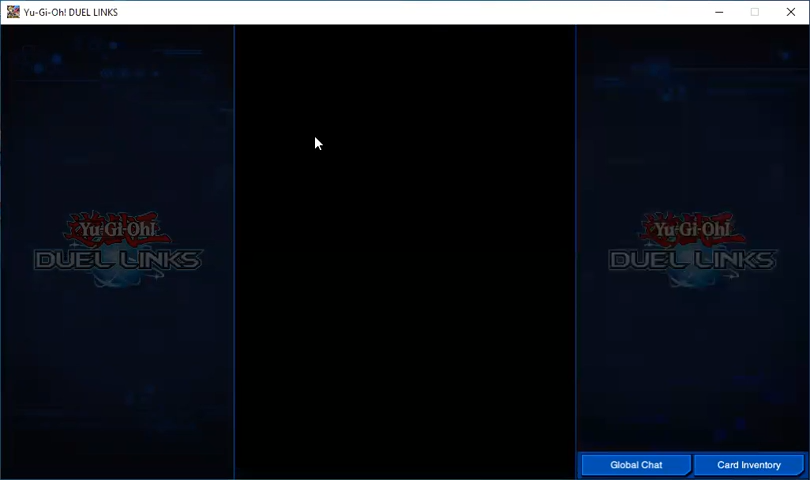 Yu-Gi-Oh! DUEL LINKS
Yu-Gi-Oh!
DUEL LINKS
Yu-Gi-Oh!
DUEL LINKS
Global Chat
Card Inventory